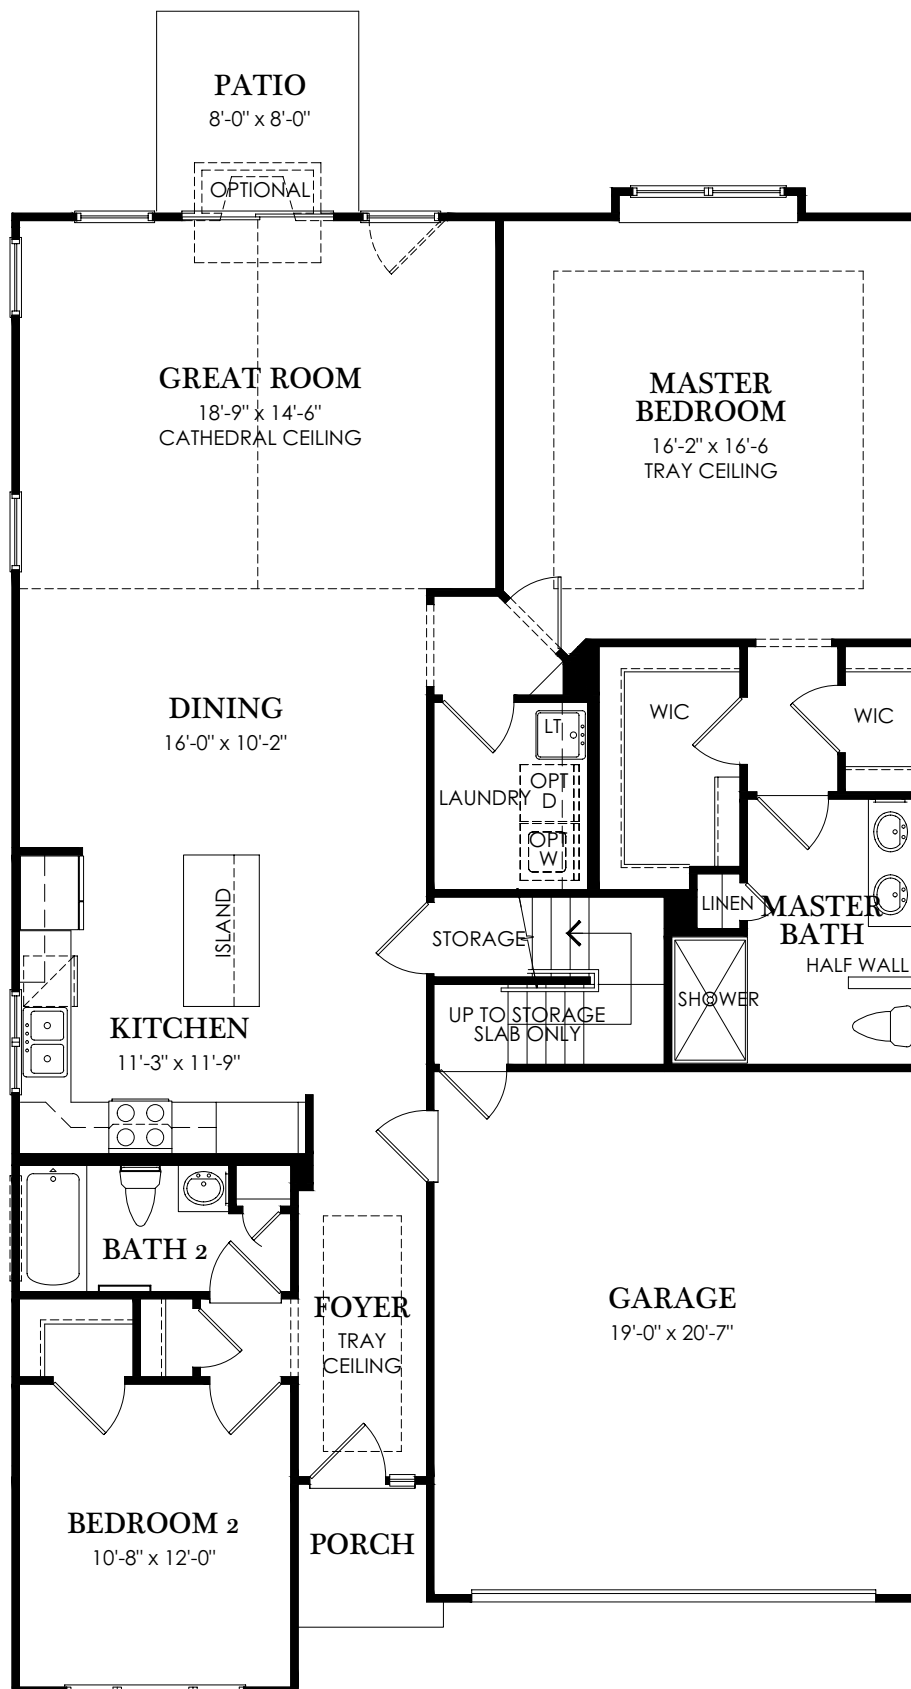 PATIO
8'-0" x 8'-0"
OPTIONAL
GREAT ROOM
18'-9" x 14'-6"
CATHEDRAL CEILING
MASTER
BEDROOM
16'-2" x 16'-6
TRAY CEILING
DINING
16'-0" x 10'-2"
LT
WIC
WIC
LAUNDRY
OPT
D
OPT
W
ISLAND
LINEN
MASTER
BATH
HALF WALL
STORAGE
SHOWER
UP TO STORAGE
SLAB ONLY
KITCHEN
11'-3" x 11'-9"
BATH 2
FOYER
TRAY
CEILING
GARAGE
19'-0" x 20'-7"
BEDROOM 2
10'-8" x 12'-0"
PORCH